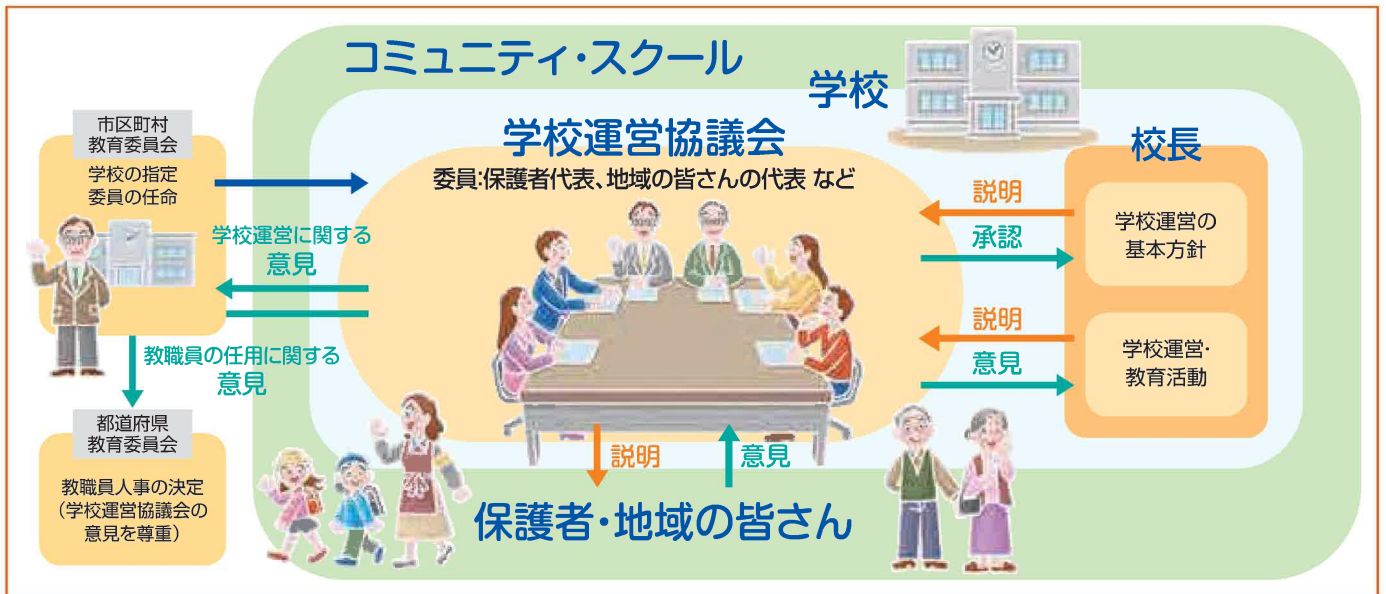 コミュニティ・スクール
学校
学校運営協議会
委員:保護者代表、地域の皆さんの代表 など
市区町村
教育委員会
学校の指定
委員の任命
学校運営に関する
意見
教職員の任用に関する
意見
都道府県
教育委員会
教職員人事の決定
(学校運営協議会の
意見を尊重)
校長
説明
承認
学校運営の
基本方針
説明
意見
学校運営・
教育活動
説明
意見
保護者・地域の皆さん